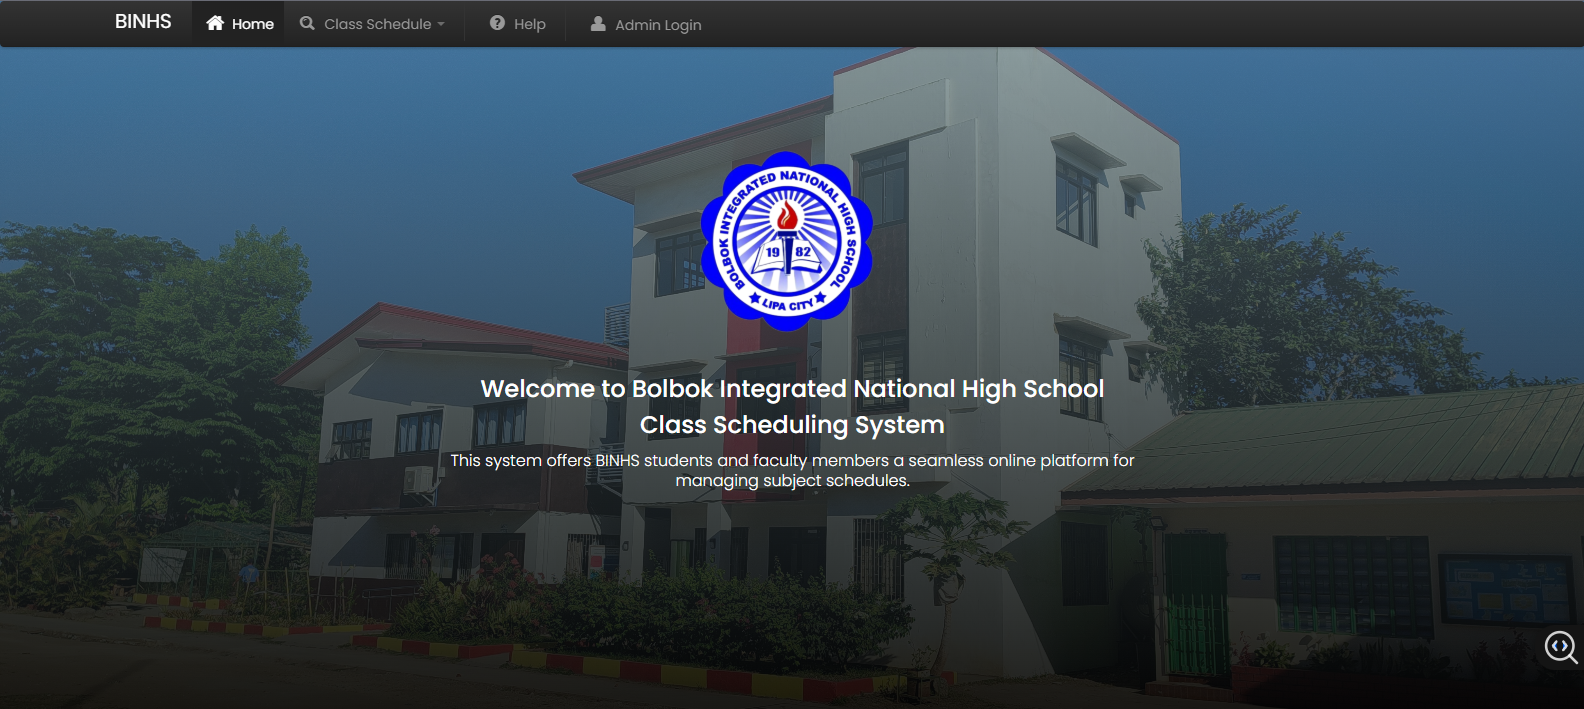 BINHS
Home
Class Schedule
Help
Admin Login
BOLBOK INTEGRATED NATIONAL HIGH SCHOOL
19 82
LIPA CITY
Welcome to Bolbok Integrated National High School
Class Scheduling System
This system offers BINHS students and faculty members a seamless online platform for
managing subject schedules.